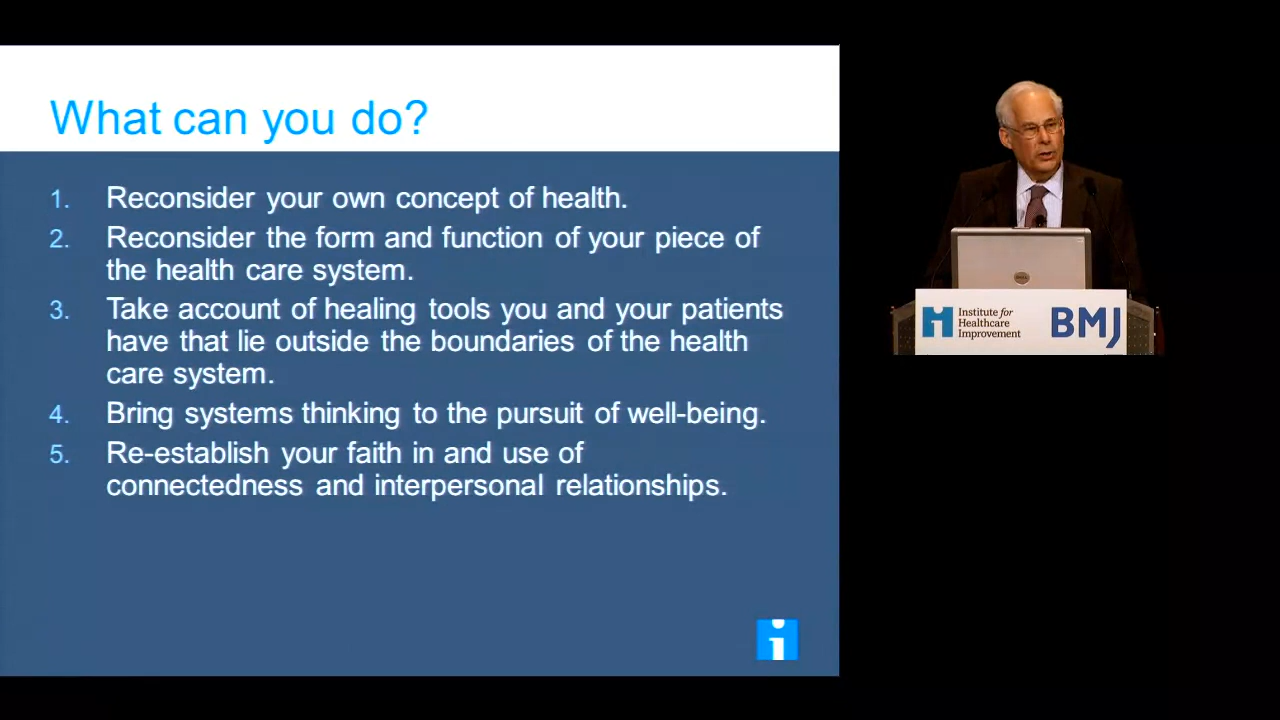 What can you do?
1. Reconsider your own concept of health.
2. Reconsider the form and function of your piece of
the health care system.
3. Take account of healing tools you and your patients
have that lie outside the boundaries of the health
care system.
4. Bring systems thinking to the pursuit of well-being.
5. Re-establish your faith in and use of
connectedness and interpersonal relationships.
i
Institute for
Healthcare
Improvement
BMJ